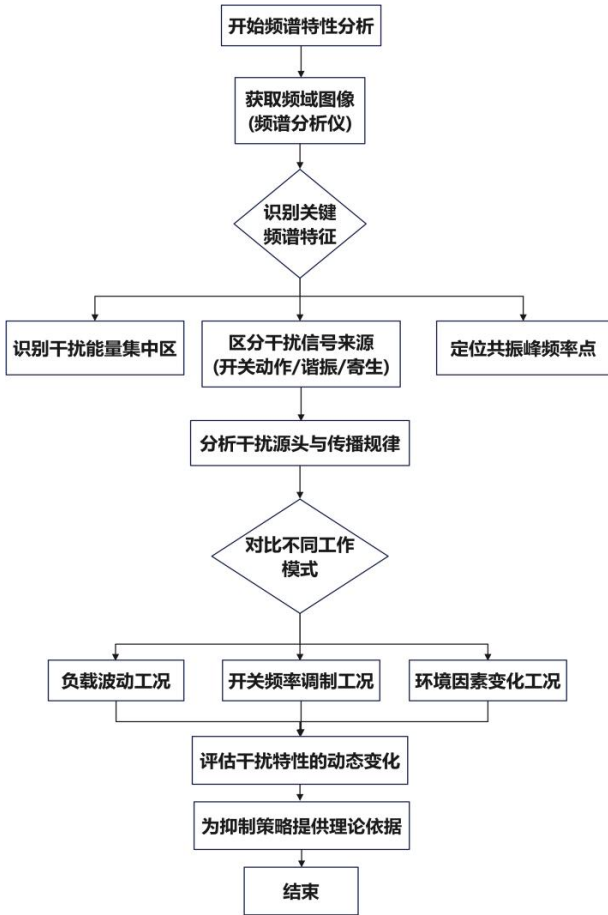 开始频谱特性分析
获取频域图像
(频谱分析仪)
识别关键
频谱特征
识别干扰能量集中区
区分干扰信号来源
(开关动作/谐振/寄生)
定位共振峰频率点
分析干扰源头与传播规律
对比不同工作
模式
负载波动工况
开关频率调制工况
环境因素变化工况
评估干扰特性的动态变化
为抑制策略提供理论依据
结束